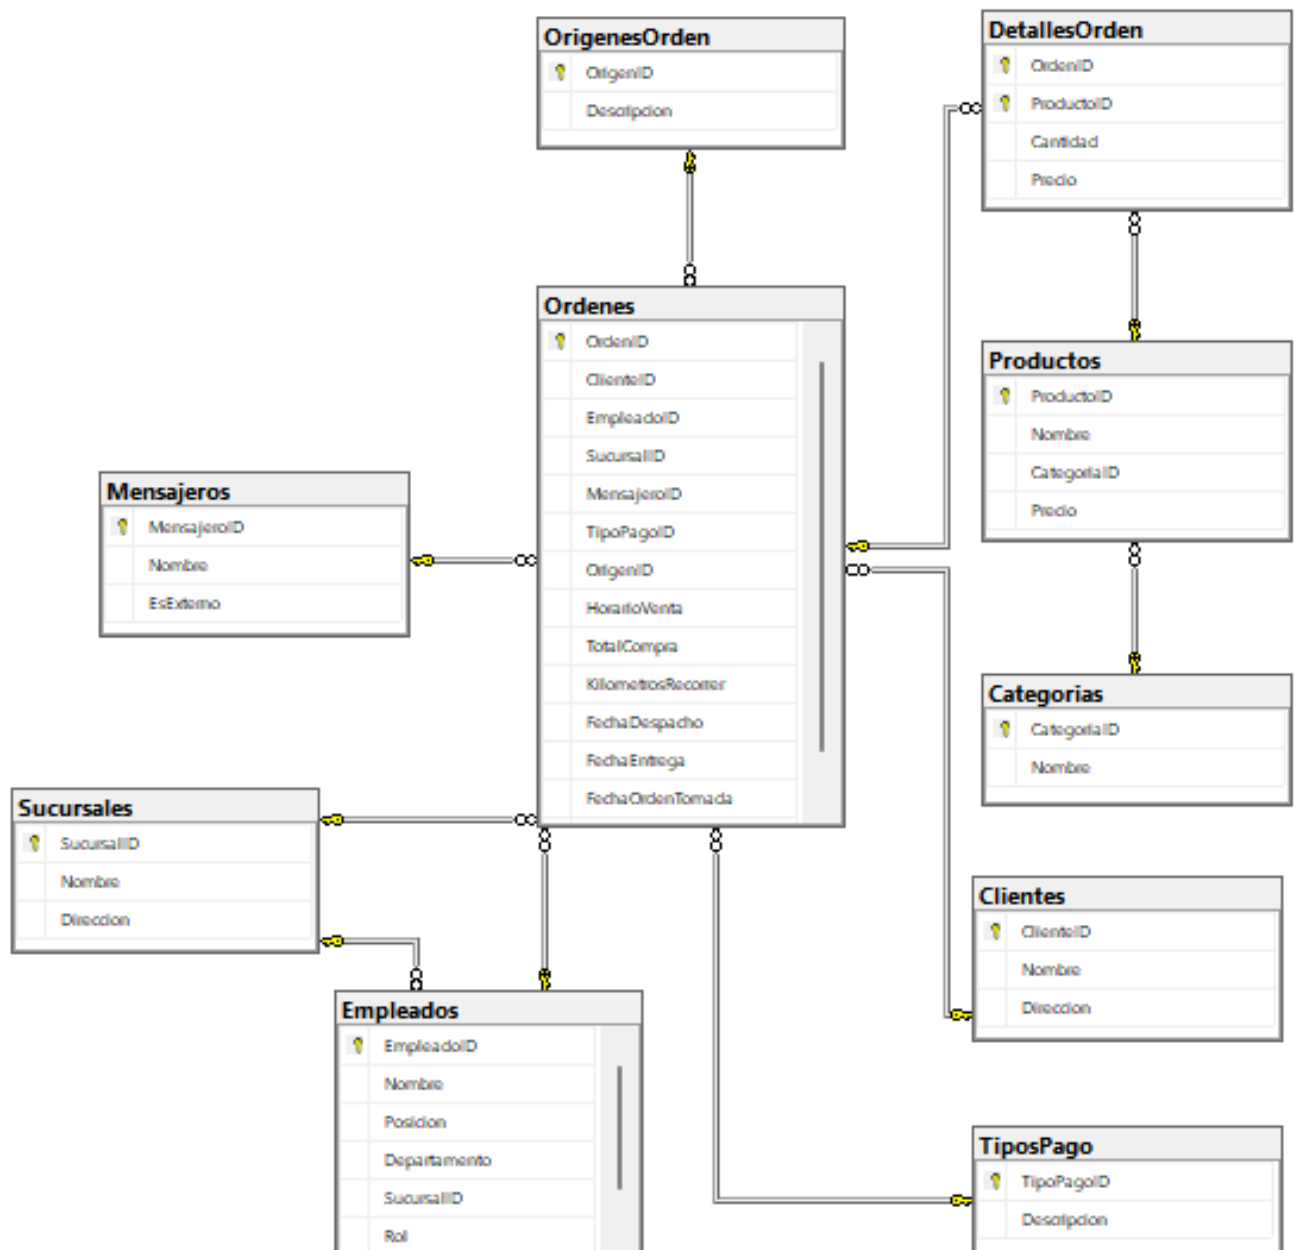 OrigenesOrden
OrigenID
Descripcion
DetallesOrden
OrdenID
ProductoID
Cantidad
Precio
Ordenes
OrdenID
ClienteID
EmpleadoID
SucursalID
MensajeroID
TipoPagoID
OrigenID
HorarioVenta
TotalCompra
KilometrosRecorrer
FechaDespacho
FechaEntrega
FechaOrdenTomada
Productos
ProductoID
Nombre
CategoriaID
Precio
Mensajeros
MensajeroID
Nombre
EsExterno
Categorias
CategoriaID
Nombre
Sucursales
SucursalID
Nombre
Direccion
Clientes
ClienteID
Nombre
Direccion
Empleados
EmpleadoID
Nombre
Posicion
Departamento
SucursalID
Rol
TiposPago
TipoPagoID
Descripcion